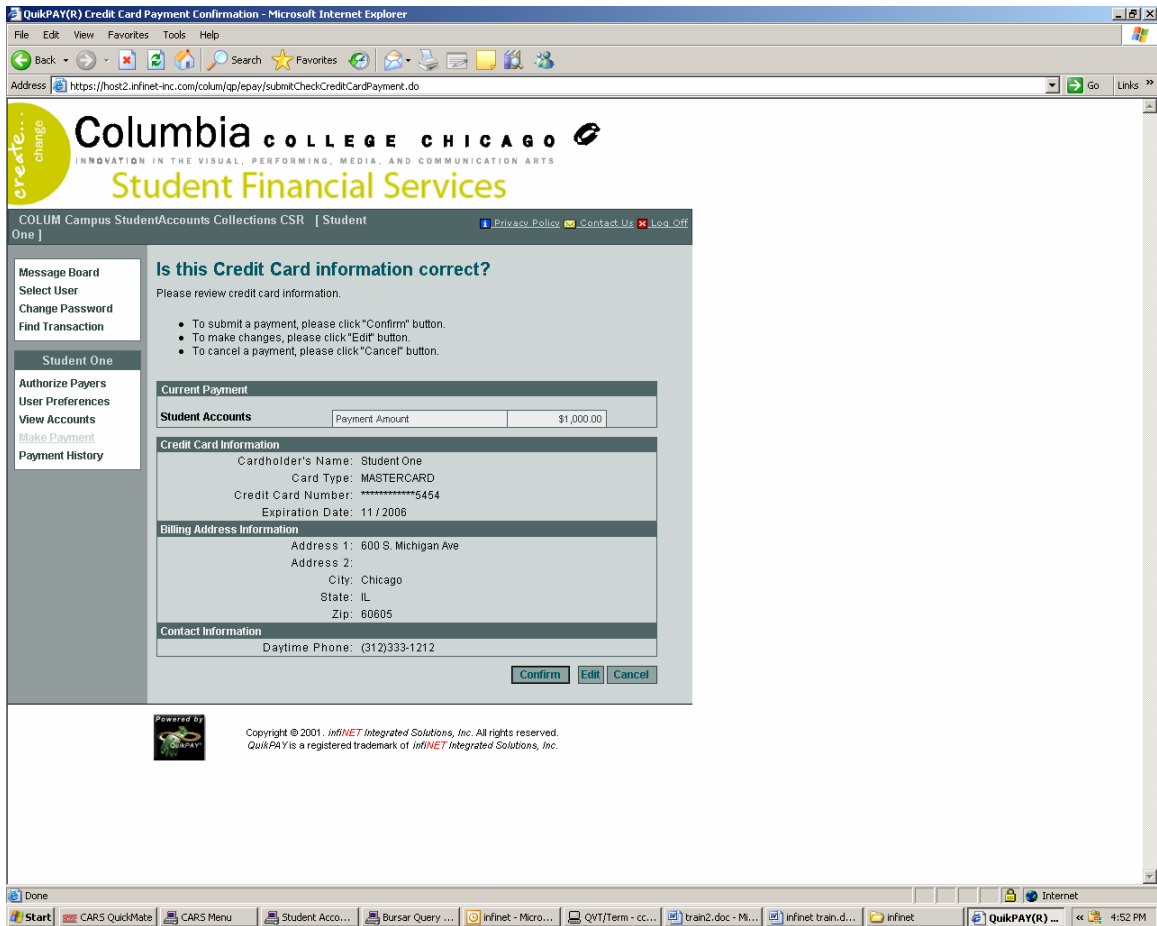 QuikPAY(R) Credit Card Payment Confirmation - Microsoft Internet Explorer
File Edit View Favorites Tools Help
Back Search Favorites
Address https://host2.infinet-inc.com/colum/qp/epay/submitCheckCreditCardPayment.do Go Links »
create... change
Columbia COLLEGE CHICAGO
INNOVATION IN THE VISUAL, PERFORMING, MEDIA, AND COMMUNICATION ARTS
Student Financial Services
COLUM Campus StudentAccounts Collections CSR [ Student
One ]
Privacy Policy Contact Us Log Off
Message Board
Select User
Change Password
Find Transaction
Student One
Authorize Payers
User Preferences
View Accounts
Make Payment
Payment History
Is this Credit Card information correct?
Please review credit card information.
• To submit a payment, please click "Confirm" button.
• To make changes, please click "Edit" button.
• To cancel a payment, please click "Cancel" button.
Current Payment
Student Accounts Payment Amount $1,000.00
Credit Card Information
Cardholder's Name: Student One
Card Type: MASTERCARD
Credit Card Number: ************5454
Expiration Date: 11 / 2006
Billing Address Information
Address 1: 600 S. Michigan Ave
Address 2:
City: Chicago
State: IL
Zip: 60605
Contact Information
Daytime Phone: (312)333-1212
Confirm Edit Cancel
Powered by
QuikPAY
Copyright © 2001. infiNET Integrated Solutions, Inc. All rights reserved.
QuikPAY is a registered trademark of infiNET Integrated Solutions, Inc.
Done Internet
Start CARS QuickMate CARS Menu Student Acco... Bursar Query ... infinet - Micro... QVT/Term - cc... train2.doc - Mi... infinet train.d... infinet QuikPAY(R) ... « 4:52 PM